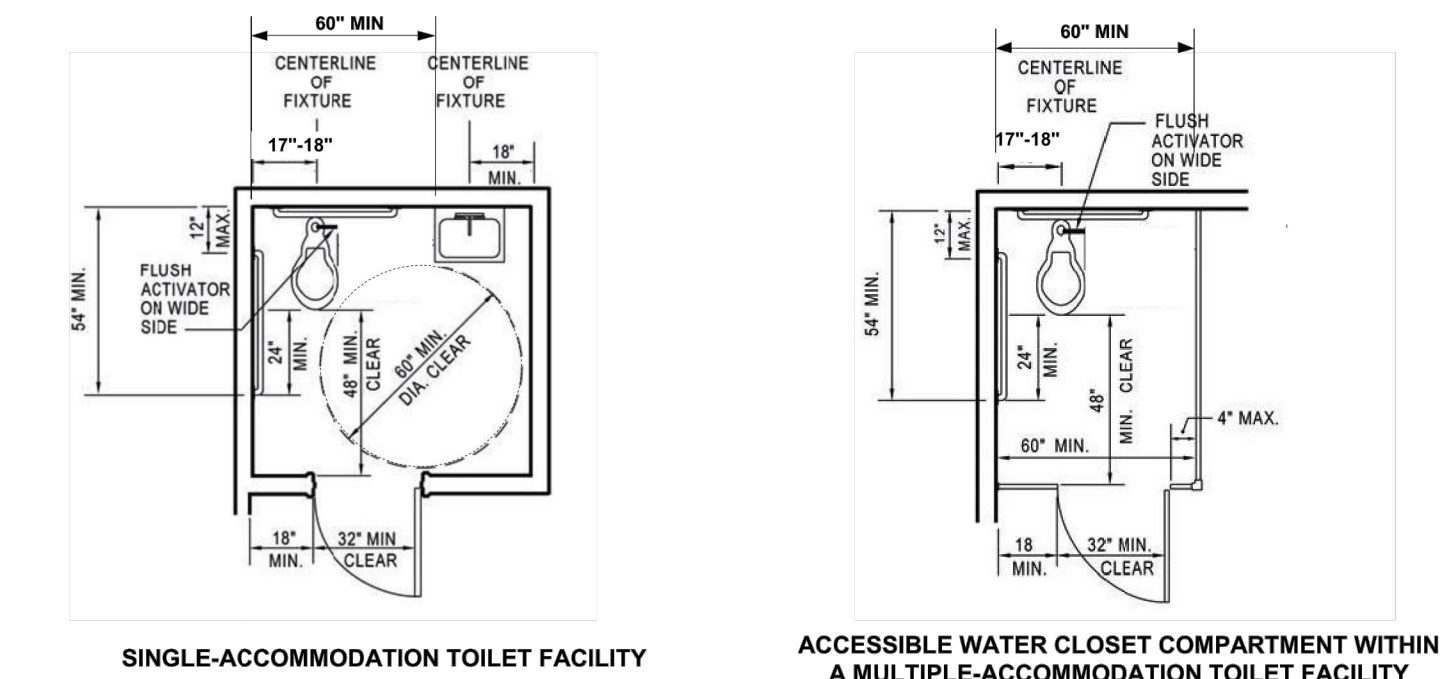 60" MIN
CENTERLINE
OF
FIXTURE
CENTERLINE
OF
FIXTURE
17"-18"
18"
MIN.
12"
MAX.
54" MIN.
FLUSH
ACTIVATOR
ON WIDE
SIDE
24"
MIN.
48" MIN.
CLEAR
60" MIN.
DIA. CLEAR
18"
MIN.
32" MIN
CLEAR
SINGLE-ACCOMMODATION TOILET FACILITY
60" MIN
CENTERLINE
OF
FIXTURE
17"-18"
FLUSH
ACTIVATOR
ON WIDE
SIDE
12"
MAX.
54" MIN.
24"
MIN.
48"
MIN. CLEAR
4" MAX.
60" MIN.
18
MIN.
32" MIN.
CLEAR
ACCESSIBLE WATER CLOSET COMPARTMENT WITHIN
A MULTIPLE-ACCOMMODATION TOILET FACILITY